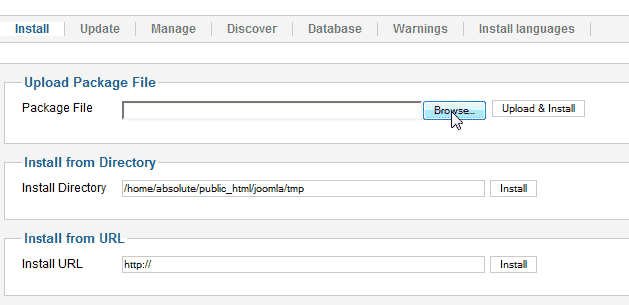 Install Update Manage Discover Database Warnings Install languages
Upload Package File
Package File Browse... Upload & Install
Install from Directory
Install Directory /home/absolute/public_html/joomla/tmp Install
Install from URL
Install URL http:// Install